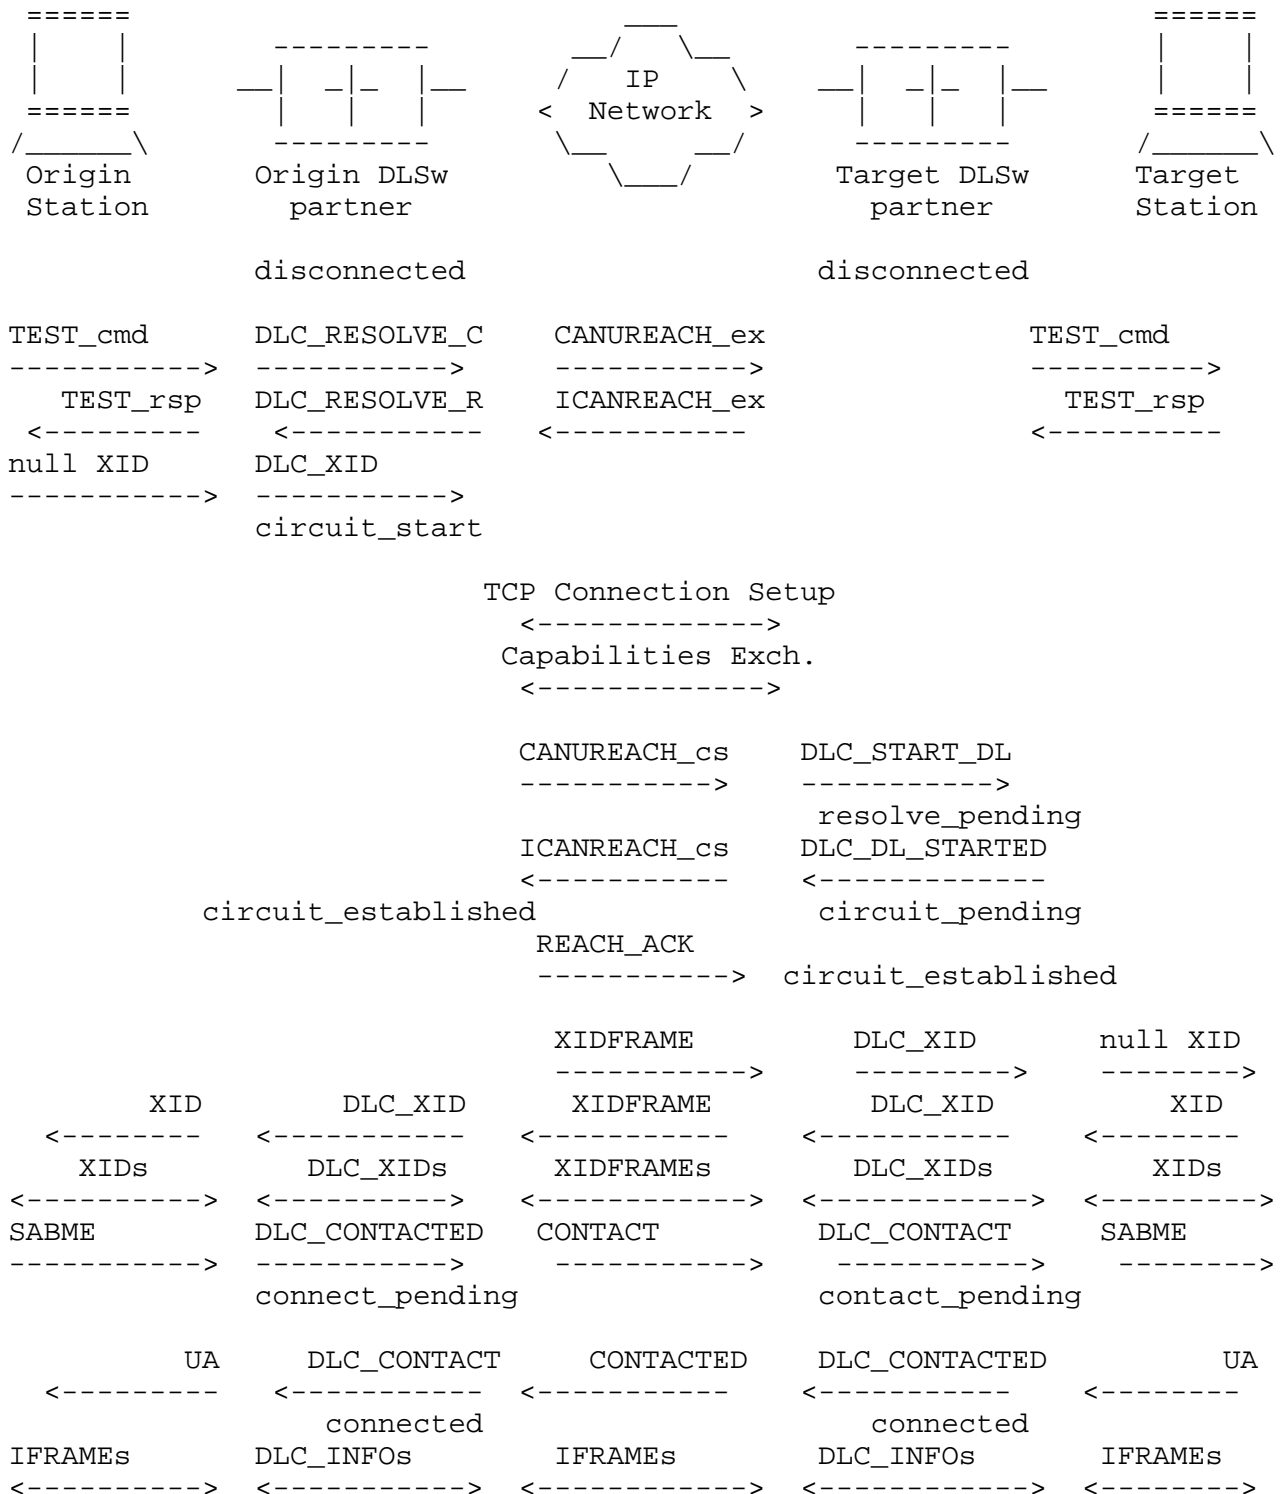 IP
Network
Origin Origin DLSw Target DLSw Target
Station partner partner Station
disconnected disconnected
TEST_cmd DLC_RESOLVE_C CANUREACH_ex TEST_cmd
TEST_rsp DLC_RESOLVE_R ICANREACH_ex TEST_rsp
null XID DLC_XID
circuit_start
TCP Connection Setup
Capabilities Exch.
CANUREACH_cs DLC_START_DL
resolve_pending
ICANREACH_cs DLC_DL_STARTED
circuit_established circuit_pending
REACH_ACK
circuit_established
XIDFRAME DLC_XID null XID
XID DLC_XID XIDFRAME DLC_XID XID
XIDs DLC_XIDs XIDFRAMEs DLC_XIDs XIDs
SABME DLC_CONTACTED CONTACT DLC_CONTACT SABME
connect_pending contact_pending
UA DLC_CONTACT CONTACTED DLC_CONTACTED UA
connected connected
IFRAMEs DLC_INFOs IFRAMEs DLC_INFOs IFRAMEs